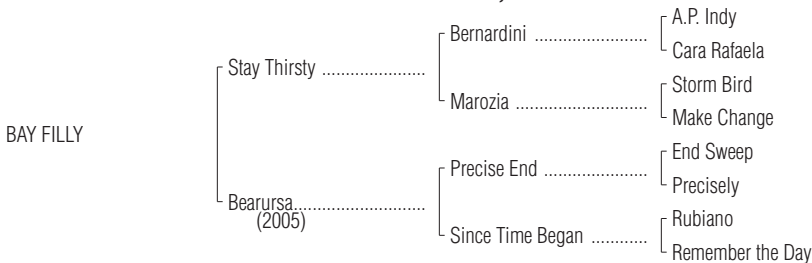 A.P. Indy
Bernardini ........................
Cara Rafaela
Stay Thirsty ......................
Storm Bird
Marozia ............................
Make Change
BAY FILLY
End Sweep
Precise End ......................
Precisely
Bearursa............................
(2005)
Rubiano
Since Time Began ............
Remember the Day